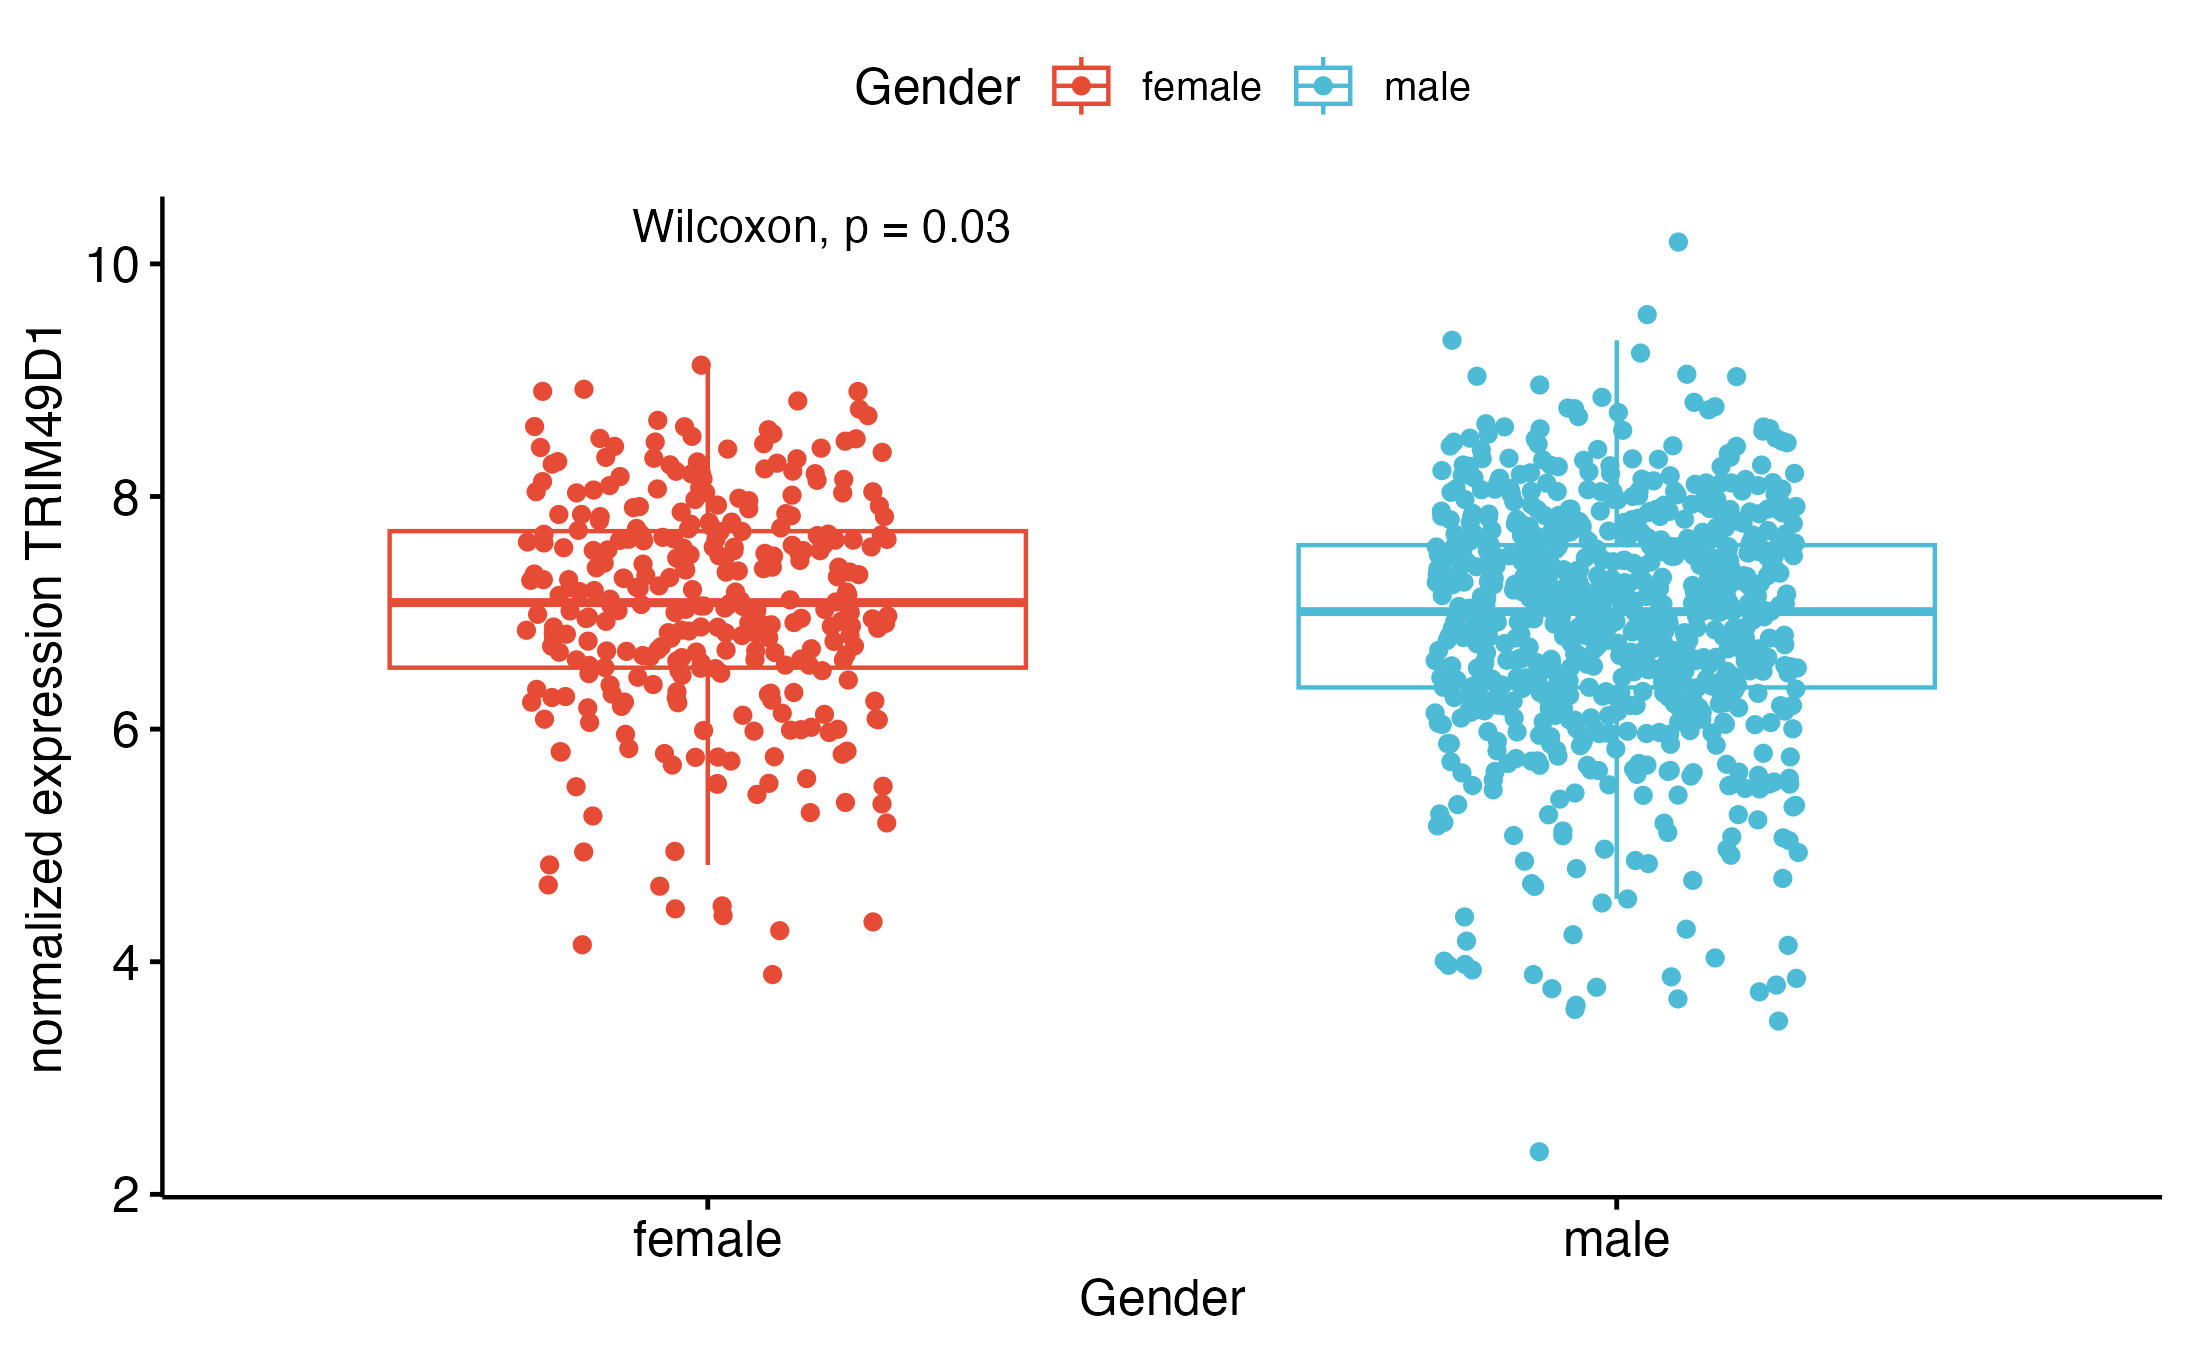 Gender female male
Wilcoxon, p = 0.03
normalized expression TRIM49D1
10
8
6
4
2
female male
Gender